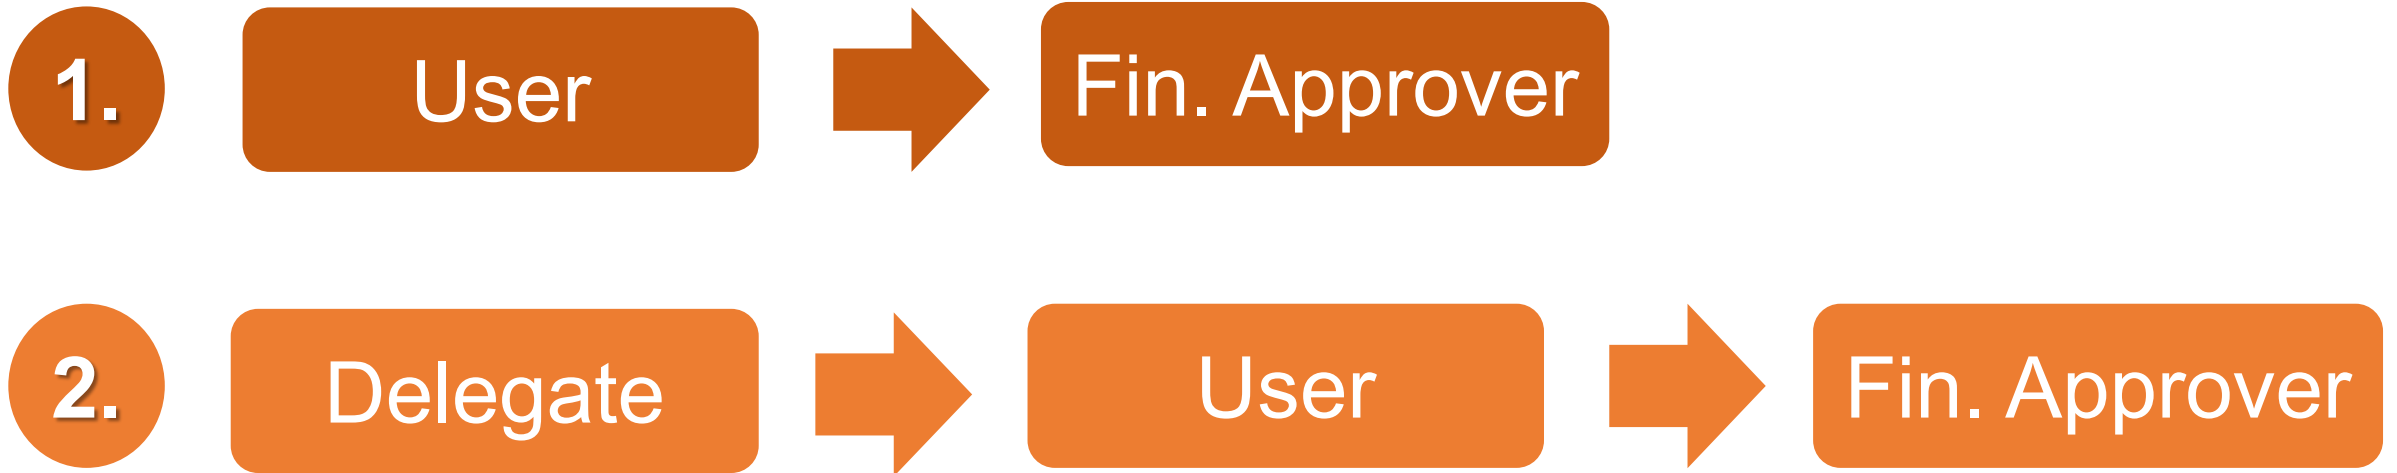 1. User Fin. Approver
2. Delegate User Fin. Approver